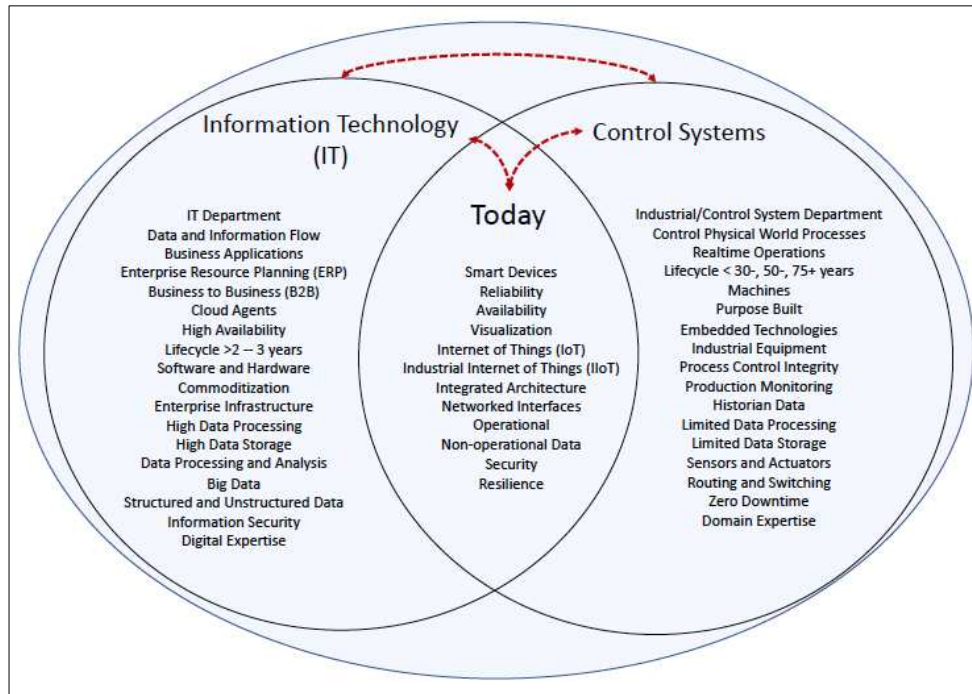 Information Technology
(IT)
IT Department
Data and Information Flow
Business Applications
Enterprise Resource Planning (ERP)
Business to Business (B2B)
Cloud Agents
High Availability
Lifecycle >2 -- 3 years
Software and Hardware
Commoditization
Enterprise Infrastructure
High Data Processing
High Data Storage
Data Processing and Analysis
Big Data
Structured and Unstructured Data
Information Security
Digital Expertise
Today
Smart Devices
Reliability
Availability
Visualization
Internet of Things (IoT)
Industrial Internet of Things (IIoT)
Integrated Architecture
Networked Interfaces
Operational
Non-operational Data
Security
Resilience
Control Systems
Industrial/Control System Department
Control Physical World Processes
Realtime Operations
Lifecycle < 30-, 50-, 75+ years
Machines
Purpose Built
Embedded Technologies
Industrial Equipment
Process Control Integrity
Production Monitoring
Historian Data
Limited Data Processing
Limited Data Storage
Sensors and Actuators
Routing and Switching
Zero Downtime
Domain Expertise